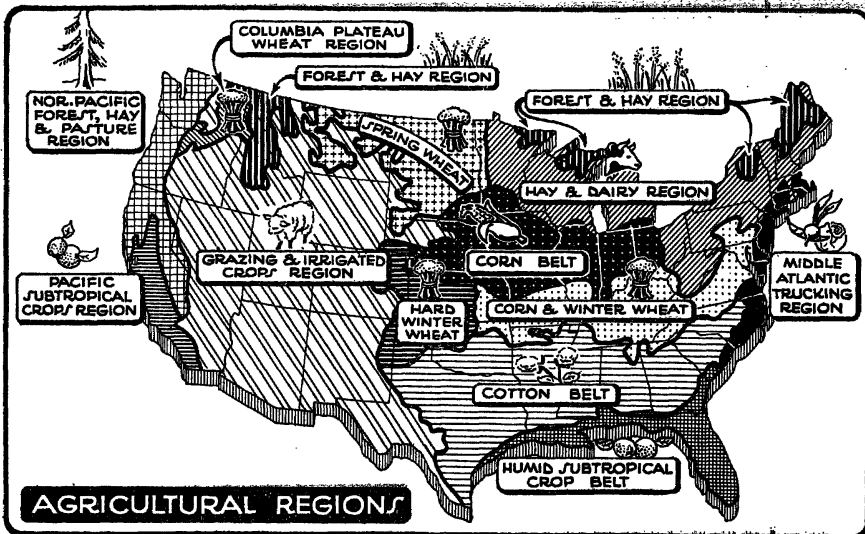 COLUMBIA PLATEAU
WHEAT REGION
FOREST & HAY REGION
FOREST & HAY REGION
NOR. PACIFIC
FOREST, HAY
& PASTURE
REGION
SPRING WHEAT
HAY & DAIRY REGION
GRAZING & IRRIGATED
CROPS REGION
CORN BELT
PACIFIC
SUBTROPICAL
CROPS REGION
MIDDLE
ATLANTIC
TRUCKING
REGION
HARD
WINTER
WHEAT
CORN & WINTER WHEAT
COTTON BELT
HUMID SUBTROPICAL
CROP BELT
AGRICULTURAL REGIONS